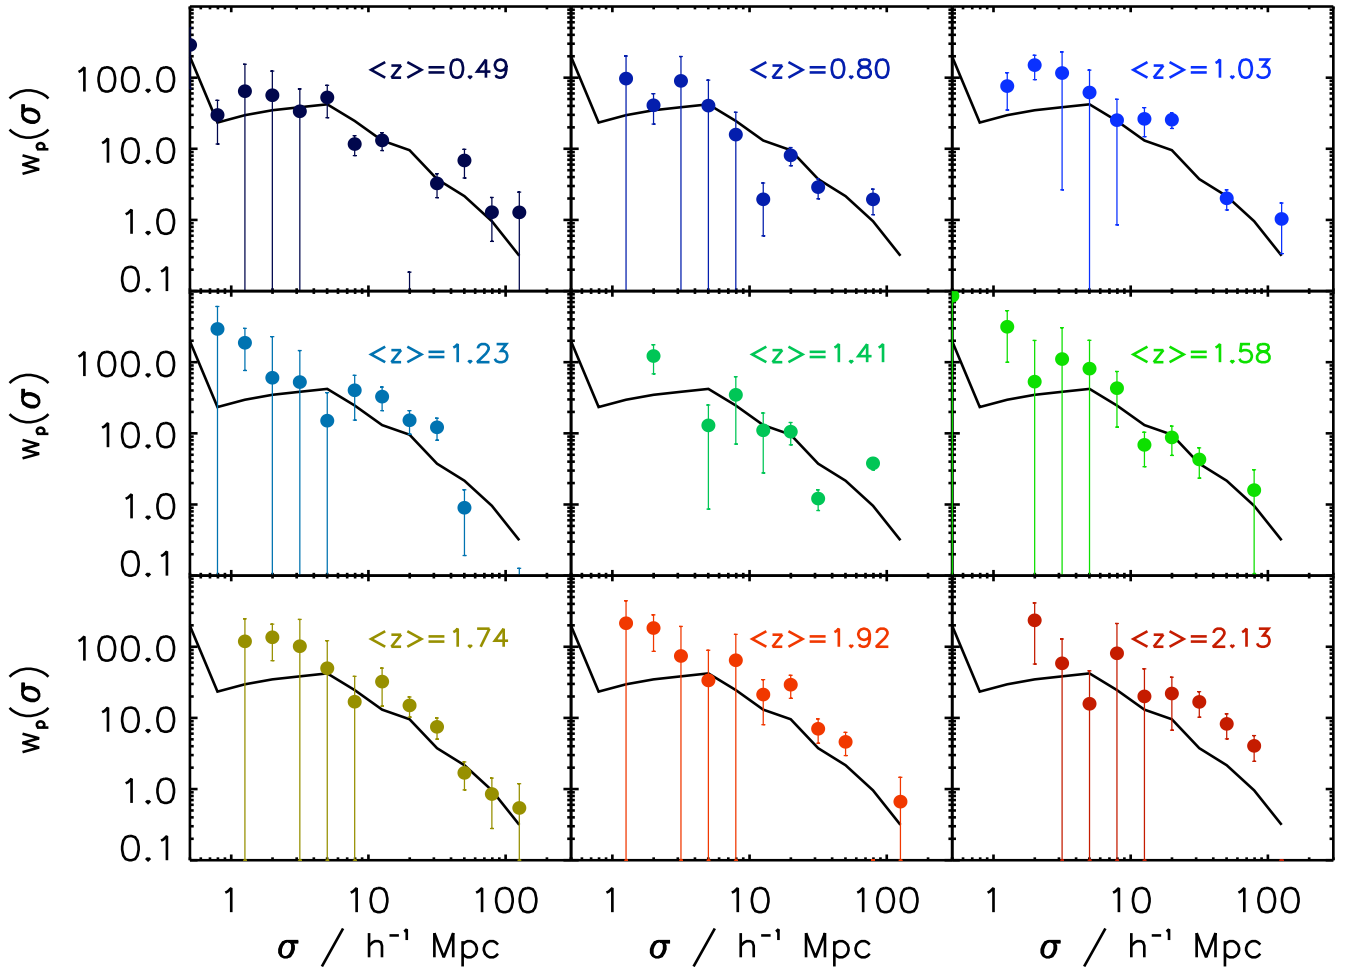 <z>=0.49
<z>=0.80
<z>=1.03
wp(σ)
100.0
10.0
1.0
0.1
<z>=1.23
<z>=1.41
<z>=1.58
wp(σ)
100.0
10.0
1.0
0.1
<z>=1.74
<z>=1.92
<z>=2.13
wp(σ)
100.0
10.0
1.0
0.1
1 10 100 1 10 100 1 10 100
σ / h⁻¹ Mpc σ / h⁻¹ Mpc σ / h⁻¹ Mpc